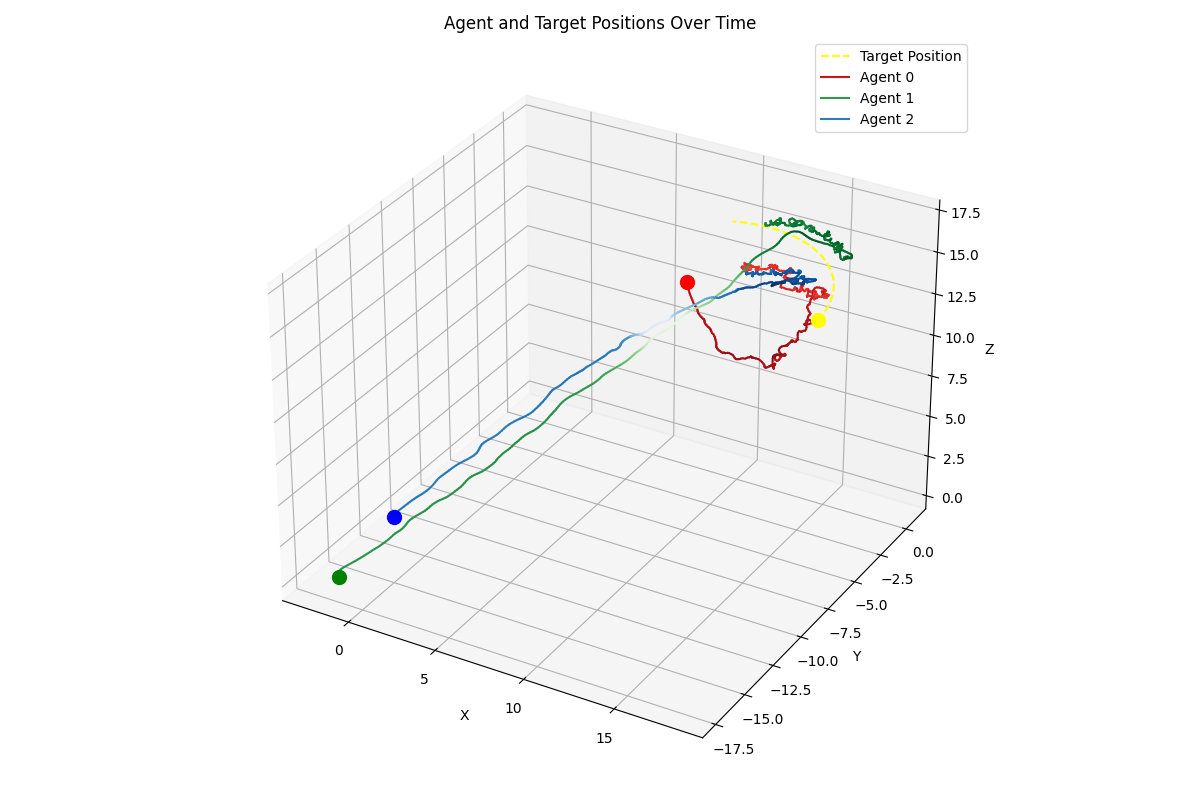 Agent and Target Positions Over Time
Target Position
Agent 0
Agent 1
Agent 2
17.5
15.0
12.5
10.0
7.5
5.0
2.5
0.0
Z
0.0
−2.5
−5.0
−7.5
−10.0
−12.5
−15.0
−17.5
Y
0
5
10
15
X